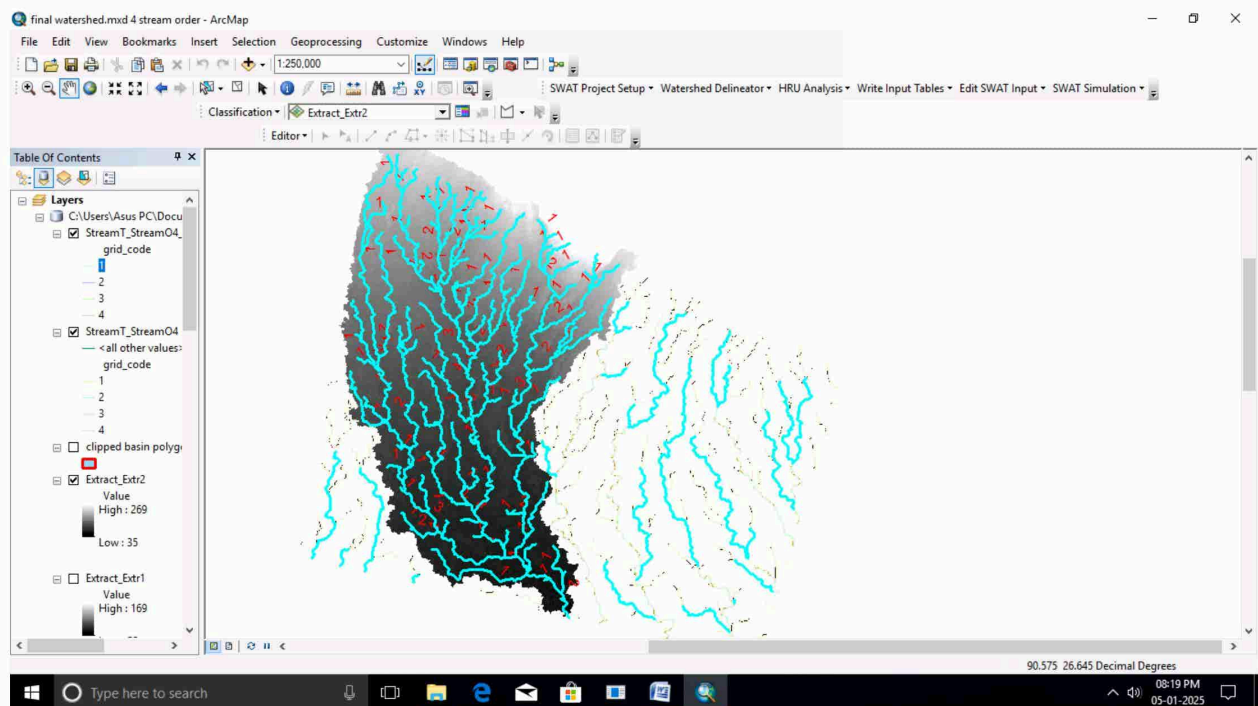 final watershed.mxd 4 stream order - ArcMap
File Edit View Bookmarks Insert Selection Geoprocessing Customize Windows Help
1:250,000
SWAT Project Setup Watershed Delineator HRU Analysis Write Input Tables Edit SWAT Input SWAT Simulation
Classification Extract_Extr2
Editor
Table Of Contents
Layers
C:\Users\Asus PC\Docu
StreamT_StreamO4_
grid_code
1
2
3
4
StreamT_StreamO4
<all other values>
grid_code
1
2
3
4
clipped basin polyg
Extract_Extr2
Value
High : 269
Low : 35
Extract_Extr1
Value
High : 169
90.575 26.645 Decimal Degrees
Type here to search
08:19 PM
05-01-2025